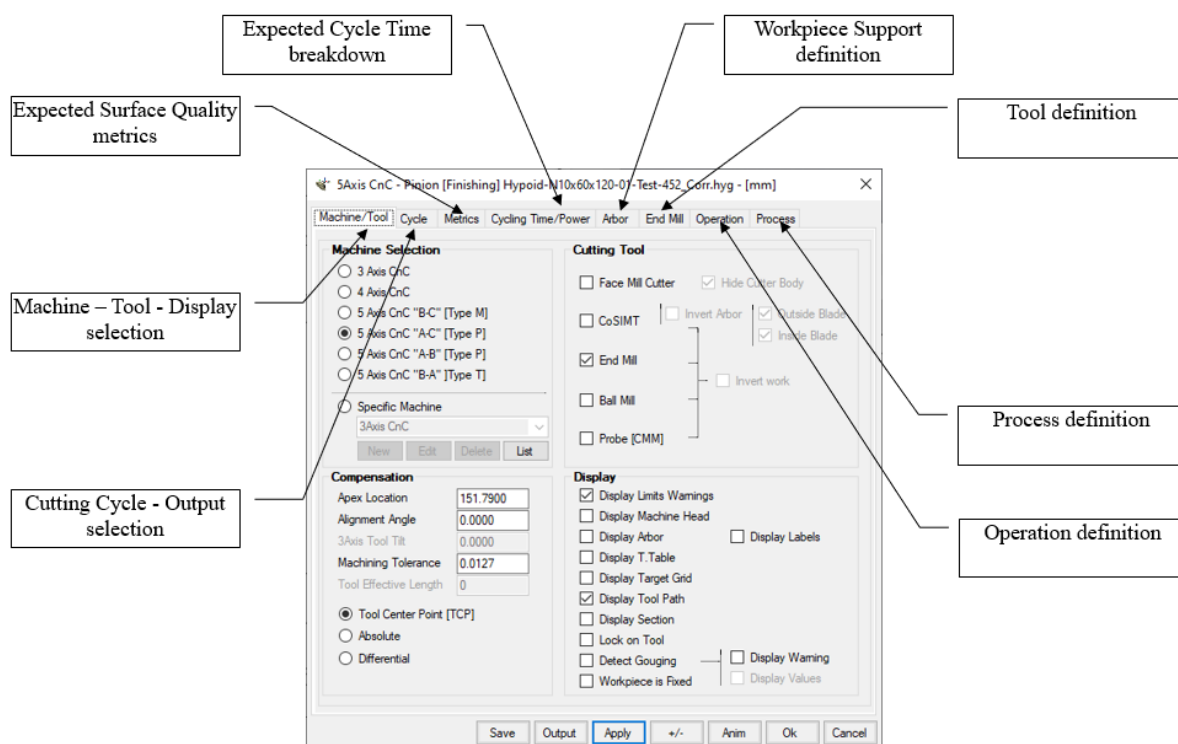 Expected Cycle Time
breakdown
Workpiece Support
definition
Expected Surface Quality
metrics
Tool definition
5Axis CnC - Pinion [Finishing] Hypoid-N10x60x120-01-Test-452_Corr.hyg - [mm]
Machine/Tool Cycle Metrics Cycling Time/Power Arbor End Mill Operation Process
Machine Selection
3 Axis CnC
4 Axis CnC
5 Axis CnC "B-C" [Type M]
5 Axis CnC "A-C" [Type P]
5 Axis CnC "A-B" [Type P]
5 Axis CnC "B-A" ]Type T]
Specific Machine
3Axis CnC
New Edit Delete List
Cutting Tool
Face Mill Cutter Hide Cutter Body
CoSIMT Invert Arbor Outside Blade
Inside Blade
End Mill
Invert work
Ball Mill
Probe [CMM]
Machine – Tool - Display
selection
Process definition
Compensation
Apex Location 151.7900
Alignment Angle 0.0000
3Axis Tool Tilt 0.0000
Machining Tolerance 0.0127
Tool Effective Length 0
Tool Center Point [TCP]
Absolute
Differential
Display
Display Limits Warnings
Display Machine Head
Display Arbor Display Labels
Display T.Table
Display Target Grid
Display Tool Path
Display Section
Lock on Tool
Detect Gouging Display Warning
Workpiece is Fixed Display Values
Cutting Cycle - Output
selection
Operation definition
Save Output Apply +/- Anim Ok Cancel